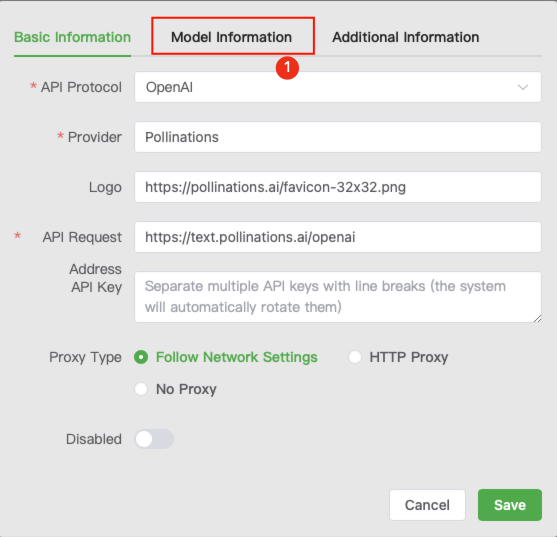 Basic Information Model Information Additional Information
1
* API Protocol OpenAI
* Provider Pollinations
Logo https://pollinations.ai/favicon-32x32.png
* API Request https://text.pollinations.ai/openai
Address
API Key Separate multiple API keys with line breaks (the system
will automatically rotate them)
Proxy Type Follow Network Settings HTTP Proxy
No Proxy
Disabled
Cancel Save